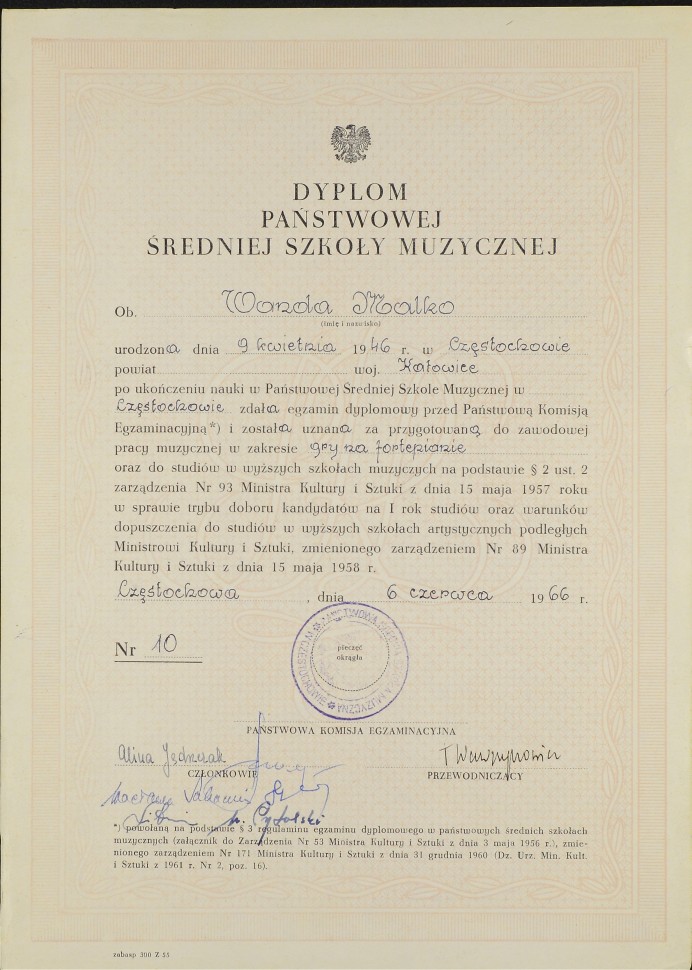 DYPLOM
PAŃSTWOWEJ
ŚREDNIEJ SZKOŁY MUZYCZNEJ
Ob. Wanda Malko
(imię i nazwisko)
urodzona dnia 9 kwietnia 1946 r. w Częstochowie
powiat woj. Katowice
po ukończeniu nauki w Państwowej Średniej Szkole Muzycznej w
Częstochowie zdała egzamin dyplomowy przed Państwową Komisją
Egzaminacyjną*) i została uznana za przygotowaną do zawodowej
pracy muzycznej w zakresie gry na fortepianie
oraz do studiów w wyższych szkołach muzycznych na podstawie § 2 ust. 2
zarządzenia Nr 93 Ministra Kultury i Sztuki z dnia 15 maja 1957 roku
w sprawie trybu doboru kandydatów na I rok studiów oraz warunków
dopuszczenia do studiów w wyższych szkołach artystycznych podległych
Ministrowi Kultury i Sztuki, zmienionego zarządzeniem Nr 89 Ministra
Kultury i Sztuki z dnia 15 maja 1958 r.
Częstochowa, dnia 6 czerwca 1966 r.
Nr 10
pieczęć
okrągła
MUZYCZNA W CZĘSTOCHOWIE
PAŃSTWOWA KOMISJA EGZAMINACYJNA
Alina Jędrczak
CZŁONKOWIE
PRZEWODNICZĄCY
*) powołaną na podstawie § 3 regulaminu egzaminu dyplomowego w państwowych średnich szkołach
muzycznych (załącznik do Zarządzenia Nr 53 Ministra Kultury i Sztuki z dnia 3 maja 1956 r.), zmie-
nionego zarządzeniem Nr 171 Ministra Kultury i Sztuki z dnia 31 grudnia 1960 (Dz. Urz. Min. Kult.
i Sztuki z 1961 r. Nr 2, poz. 16).
zabezp. 300 Z 55